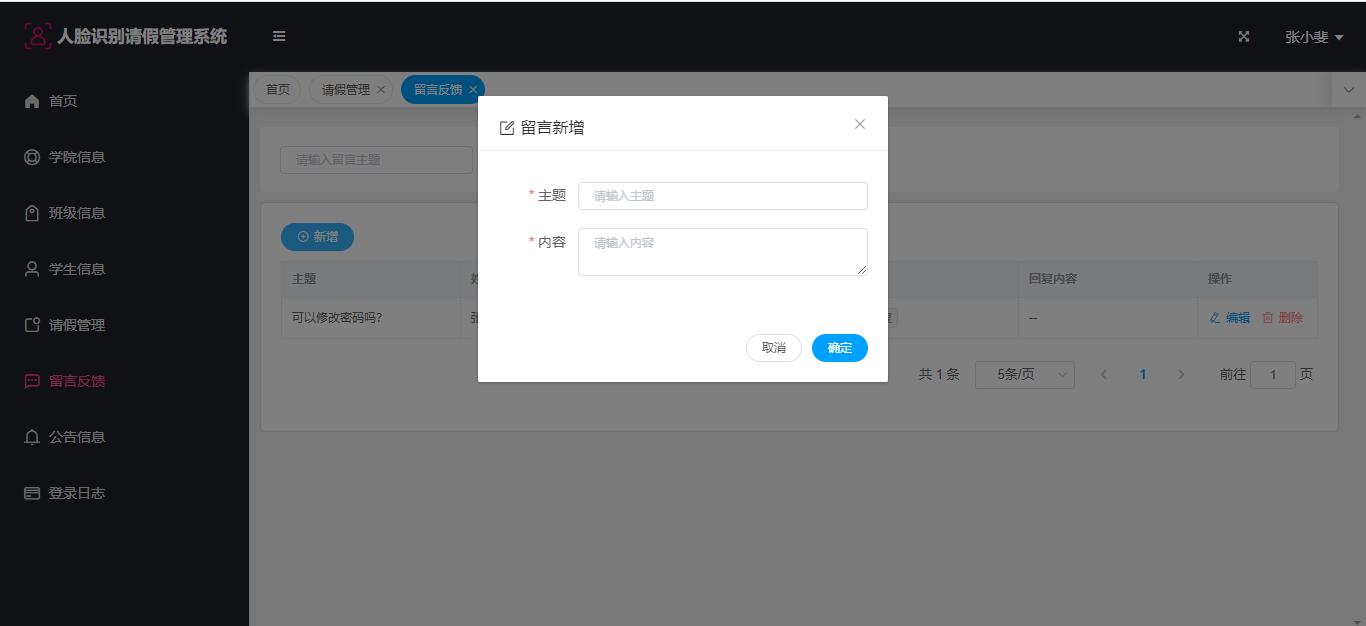 人脸识别请假管理系统
张小斐
首页
学院信息
班级信息
学生信息
请假管理
留言反馈
公告信息
登录日志
首页
请假管理
留言反馈
请输入留言主题
新增
主题
回复内容
操作
可以修改密码吗?
--
编辑
删除
共 1 条
5条/页
1
前往
1
页
留言新增
* 主题
请输入主题
* 内容
请输入内容
取消
确定